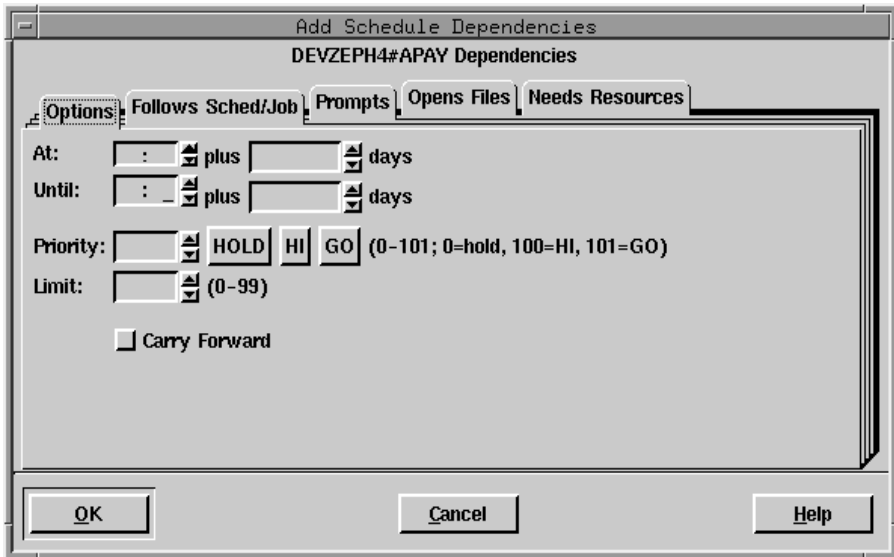 Add Schedule Dependencies
DEVZEPH4#APAY Dependencies
Options Follows Sched/Job Prompts Opens Files Needs Resources
At: : plus days
Until: : _ plus days
Priority: HOLD HI GO (0-101; 0=hold, 100=HI, 101=GO)
Limit: (0-99)
Carry Forward
OK Cancel Help